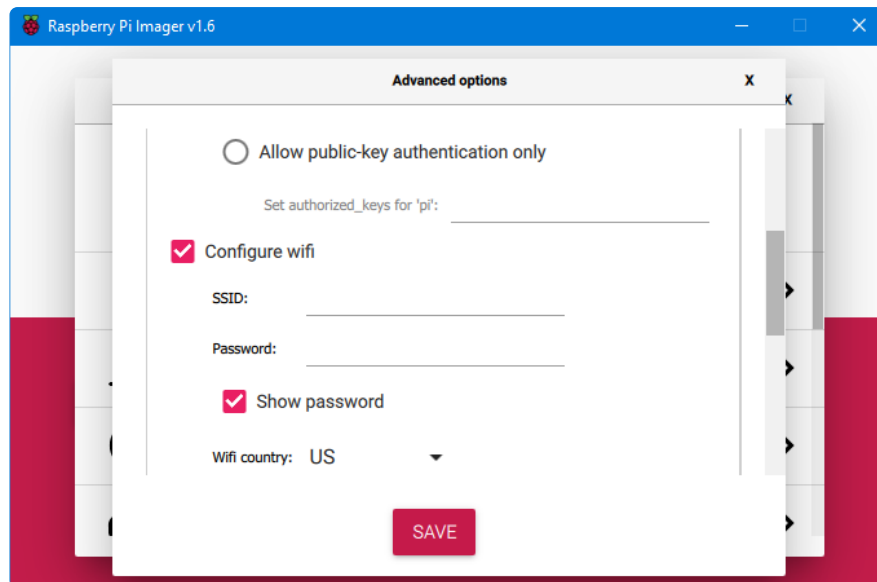 Raspberry Pi Imager v1.6
Advanced options
X
X
Allow public-key authentication only
Set authorized_keys for 'pi':
Configure wifi
SSID:
Password:
Show password
Wifi country: US
SAVE